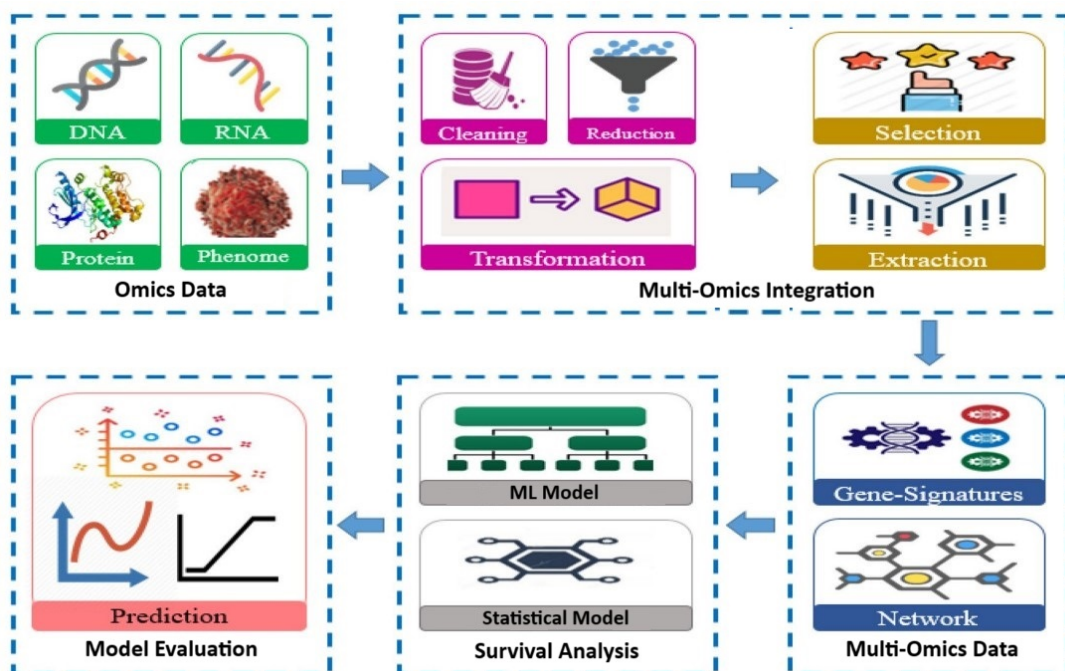 DNA
RNA
Protein
Phenome
Omics Data
Cleaning
Reduction
Transformation
Selection
Extraction
Multi-Omics Integration
Prediction
Model Evaluation
ML Model
Statistical Model
Survival Analysis
Gene-Signatures
Network
Multi-Omics Data